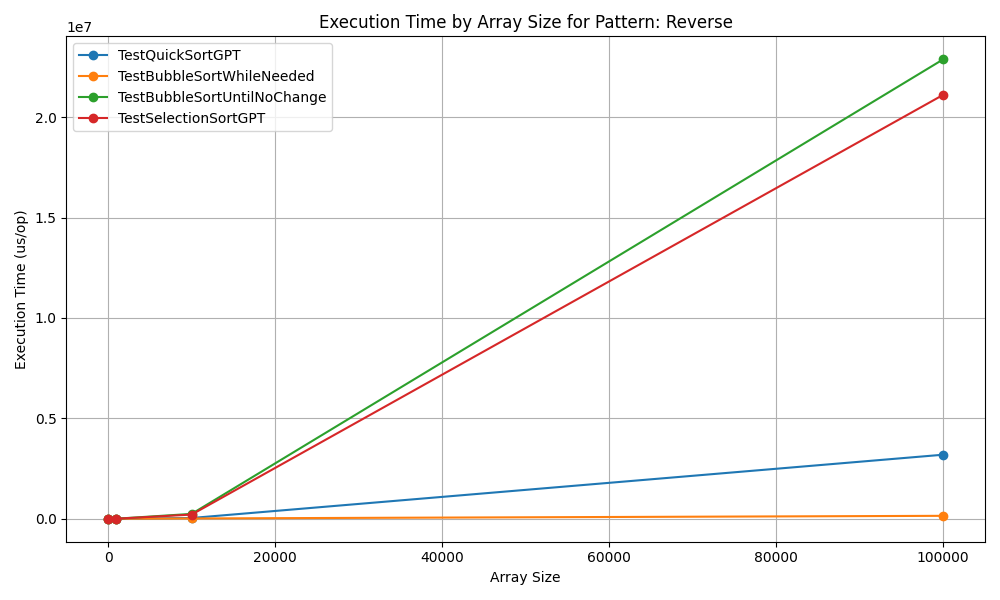 Execution Time by Array Size for Pattern: Reverse
1e7
TestQuickSortGPT
TestBubbleSortWhileNeeded
TestBubbleSortUntilNoChange
TestSelectionSortGPT
2.0
1.5
1.0
0.5
0.0
Execution Time (us/op)
0 20000 40000 60000 80000 100000
Array Size